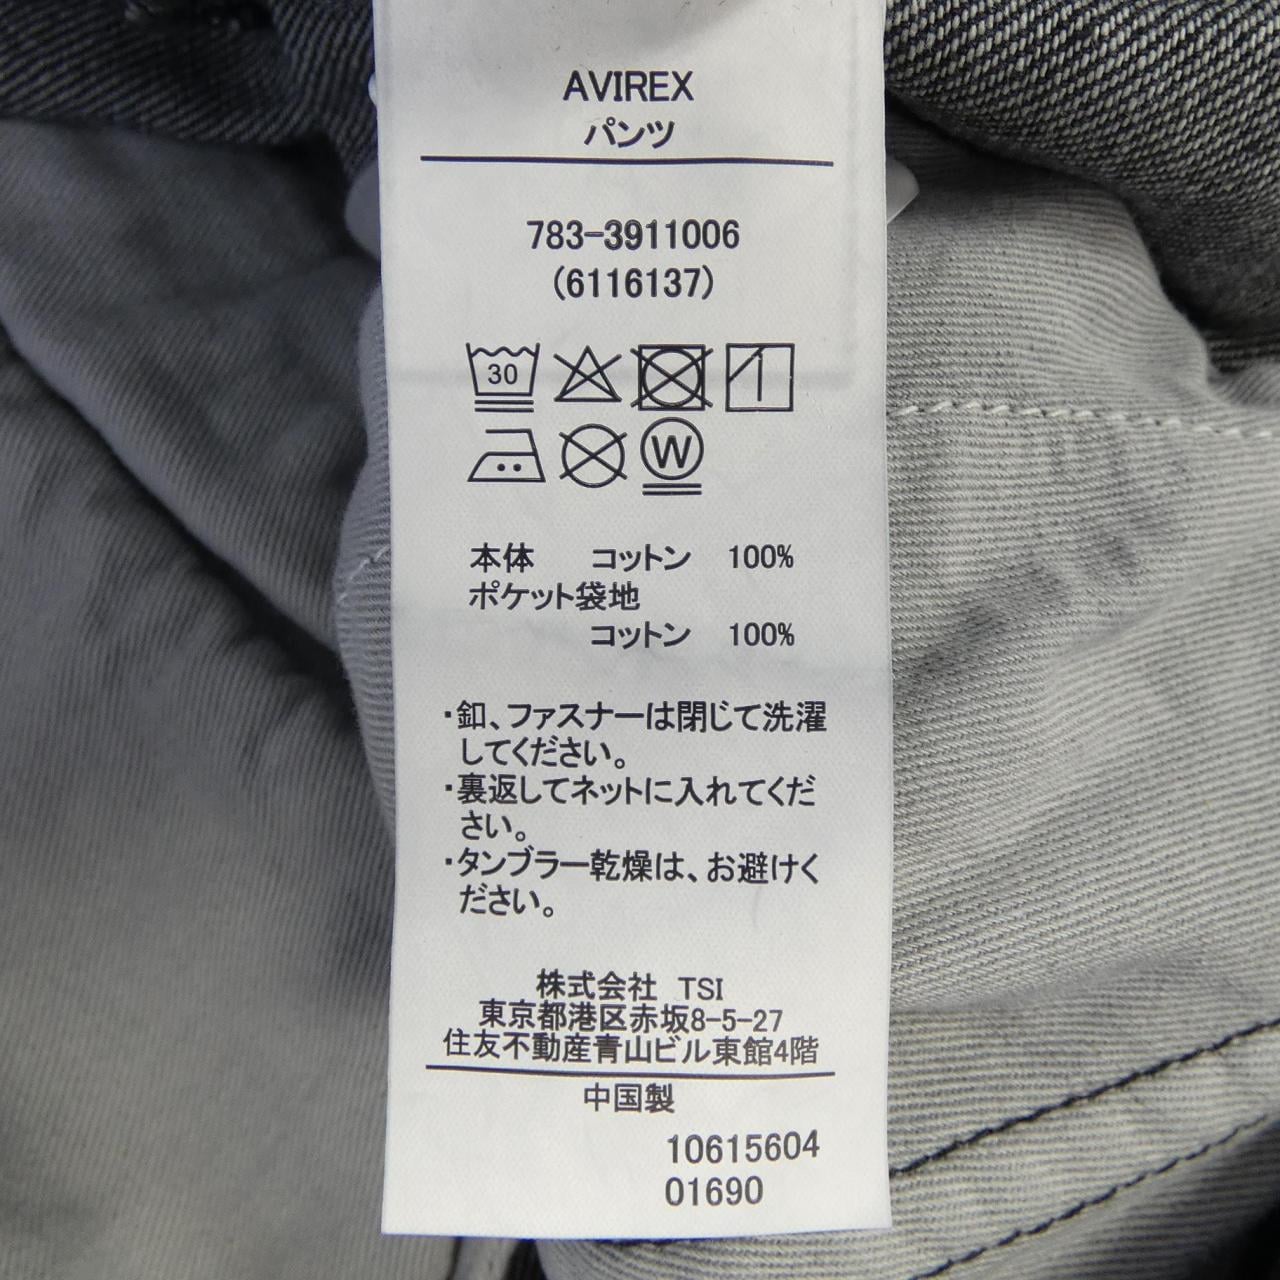 AVIREX
パンツ
783-3911006
(6116137)
30
W
本体 コットン 100%
ポケット袋地
コットン 100%
・釦、ファスナーは閉じて洗濯
してください。
・裏返してネットに入れてくだ
さい。
・タンブラー乾燥は、お避けく
ださい。
株式会社 TSI
東京都港区赤坂8-5-27
住友不動産青山ビル東館4階
中国製
10615604
01690